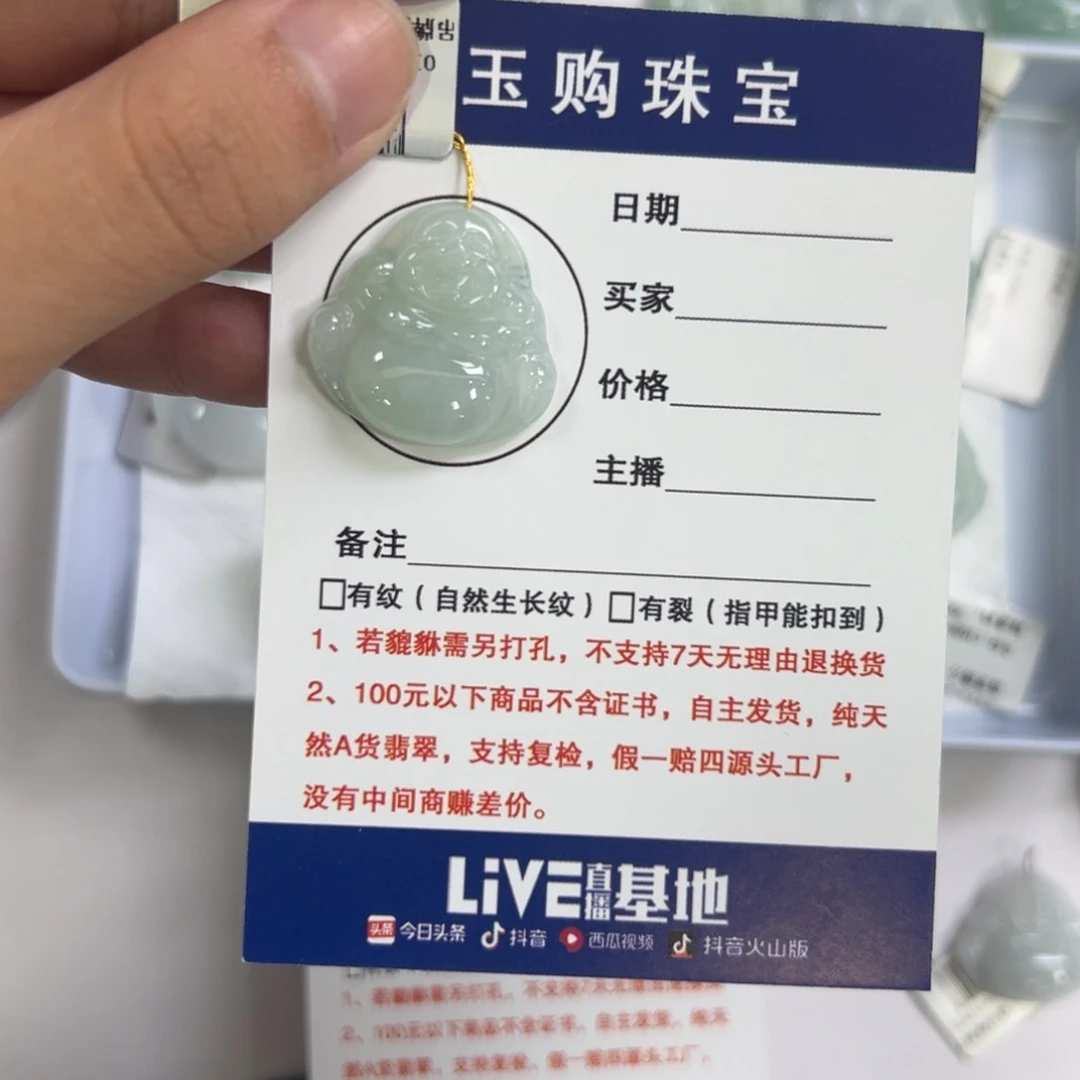 玉购珠宝
日期
买家
价格
主播
备注
□有纹（自然生长纹）□有裂（指甲能扣到）
1、若貔貅需另打孔，不支持7天无理由退换货
2、100元以下商品不含证书，自主发货，纯天
然A货翡翠，支持复检，假一赔四源头工厂，
没有中间商赚差价。
LiVE直播基地
头条 今日头条 抖音 西瓜视频 抖音火山版